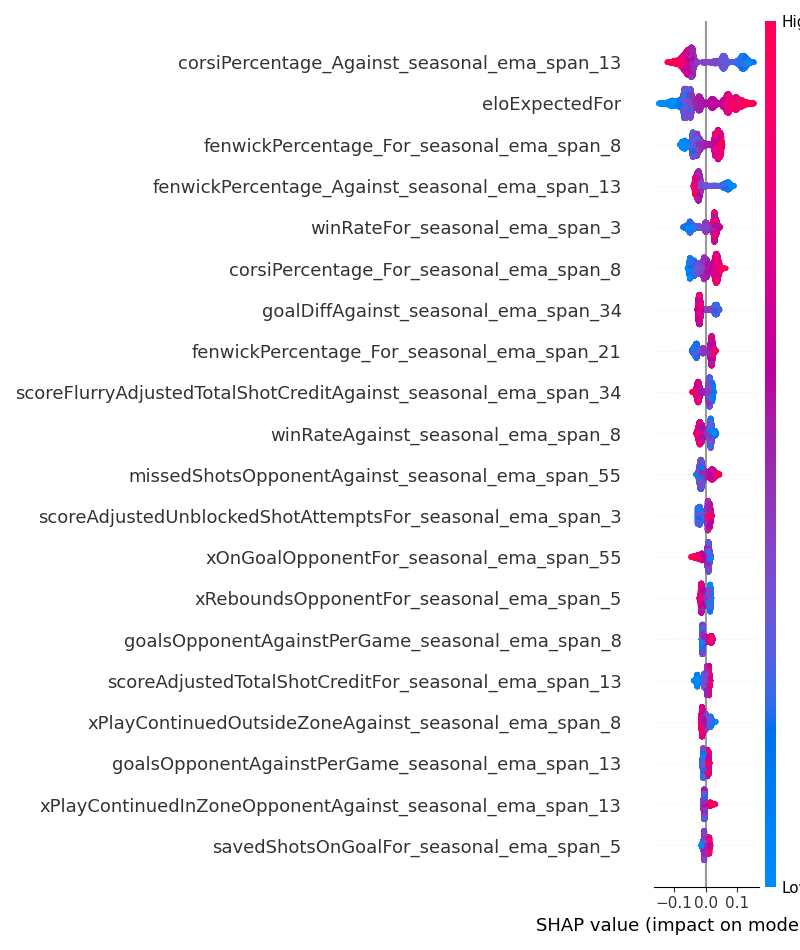 High
corsiPercentage_Against_seasonal_ema_span_13
eloExpectedFor
fenwickPercentage_For_seasonal_ema_span_8
fenwickPercentage_Against_seasonal_ema_span_13
winRateFor_seasonal_ema_span_3
corsiPercentage_For_seasonal_ema_span_8
goalDiffAgainst_seasonal_ema_span_34
fenwickPercentage_For_seasonal_ema_span_21
scoreFlurryAdjustedTotalShotCreditAgainst_seasonal_ema_span_34
winRateAgainst_seasonal_ema_span_8
missedShotsOpponentAgainst_seasonal_ema_span_55
scoreAdjustedUnblockedShotAttemptsFor_seasonal_ema_span_3
xOnGoalOpponentFor_seasonal_ema_span_55
xReboundsOpponentFor_seasonal_ema_span_5
goalsOpponentAgainstPerGame_seasonal_ema_span_8
scoreAdjustedTotalShotCreditFor_seasonal_ema_span_13
xPlayContinuedOutsideZoneAgainst_seasonal_ema_span_8
goalsOpponentAgainstPerGame_seasonal_ema_span_13
xPlayContinuedInZoneOpponentAgainst_seasonal_ema_span_13
savedShotsOnGoalFor_seasonal_ema_span_5
Low
−0.1 0.0 0.1
SHAP value (impact on mode